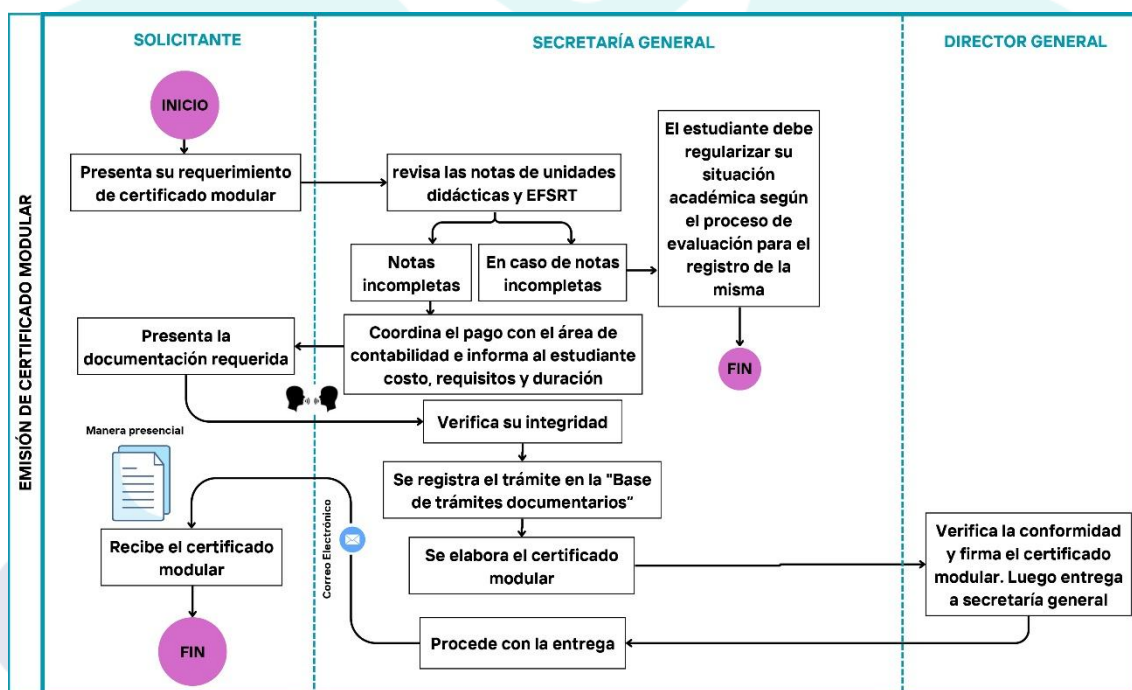 EMISIÓN DE CERTIFICADO MODULAR
SOLICITANTE
SECRETARÍA GENERAL
DIRECTOR GENERAL
INICIO
Presenta su requerimiento
de certificado modular
revisa las notas de unidades
didácticas y EFSRT
El estudiante debe
regularizar su
situación
académica según
el proceso de
evaluación para el
registro de la
misma
Notas
incompletas
En caso de notas
incompletas
Presenta la
documentación requerida
Coordina el pago con el área de
contabilidad e informa al estudiante
costo, requisitos y duración
FIN
Verifica su integridad
Manera presencial
Se registra el trámite en la "Base
de trámites documentarios"
Correo Electrónico
Recibe el certificado
modular
Se elabora el certificado
modular
Verifica la conformidad
y firma el certificado
modular. Luego entrega
a secretaría general
Procede con la entrega
FIN